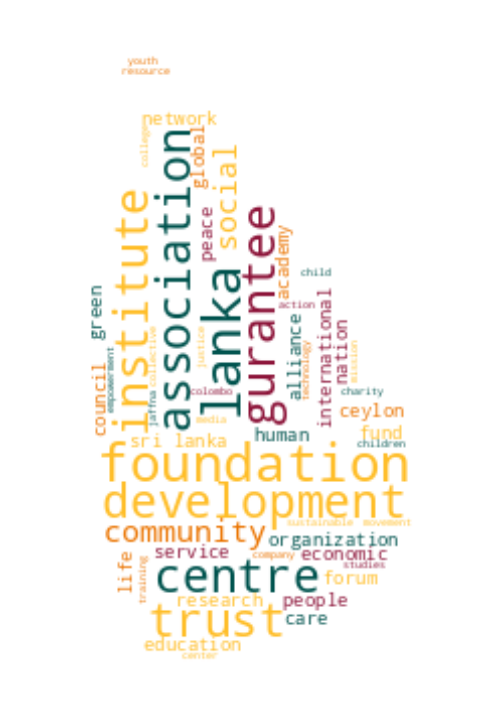 youth
resource
network
college
association
global
social
institute
peace
gurantee
lanka
academy
child
green
action
international
alliance
nation
empowerment
collective
justice
technology
mission
council
jaffna
colombo
charity
media
ceylon
sri lanka
human
fund
children
foundation
development
sustainable
movement
community
organization
service
company
economic
life
training
centre
studies
forum
research
people
trust
care
education
center